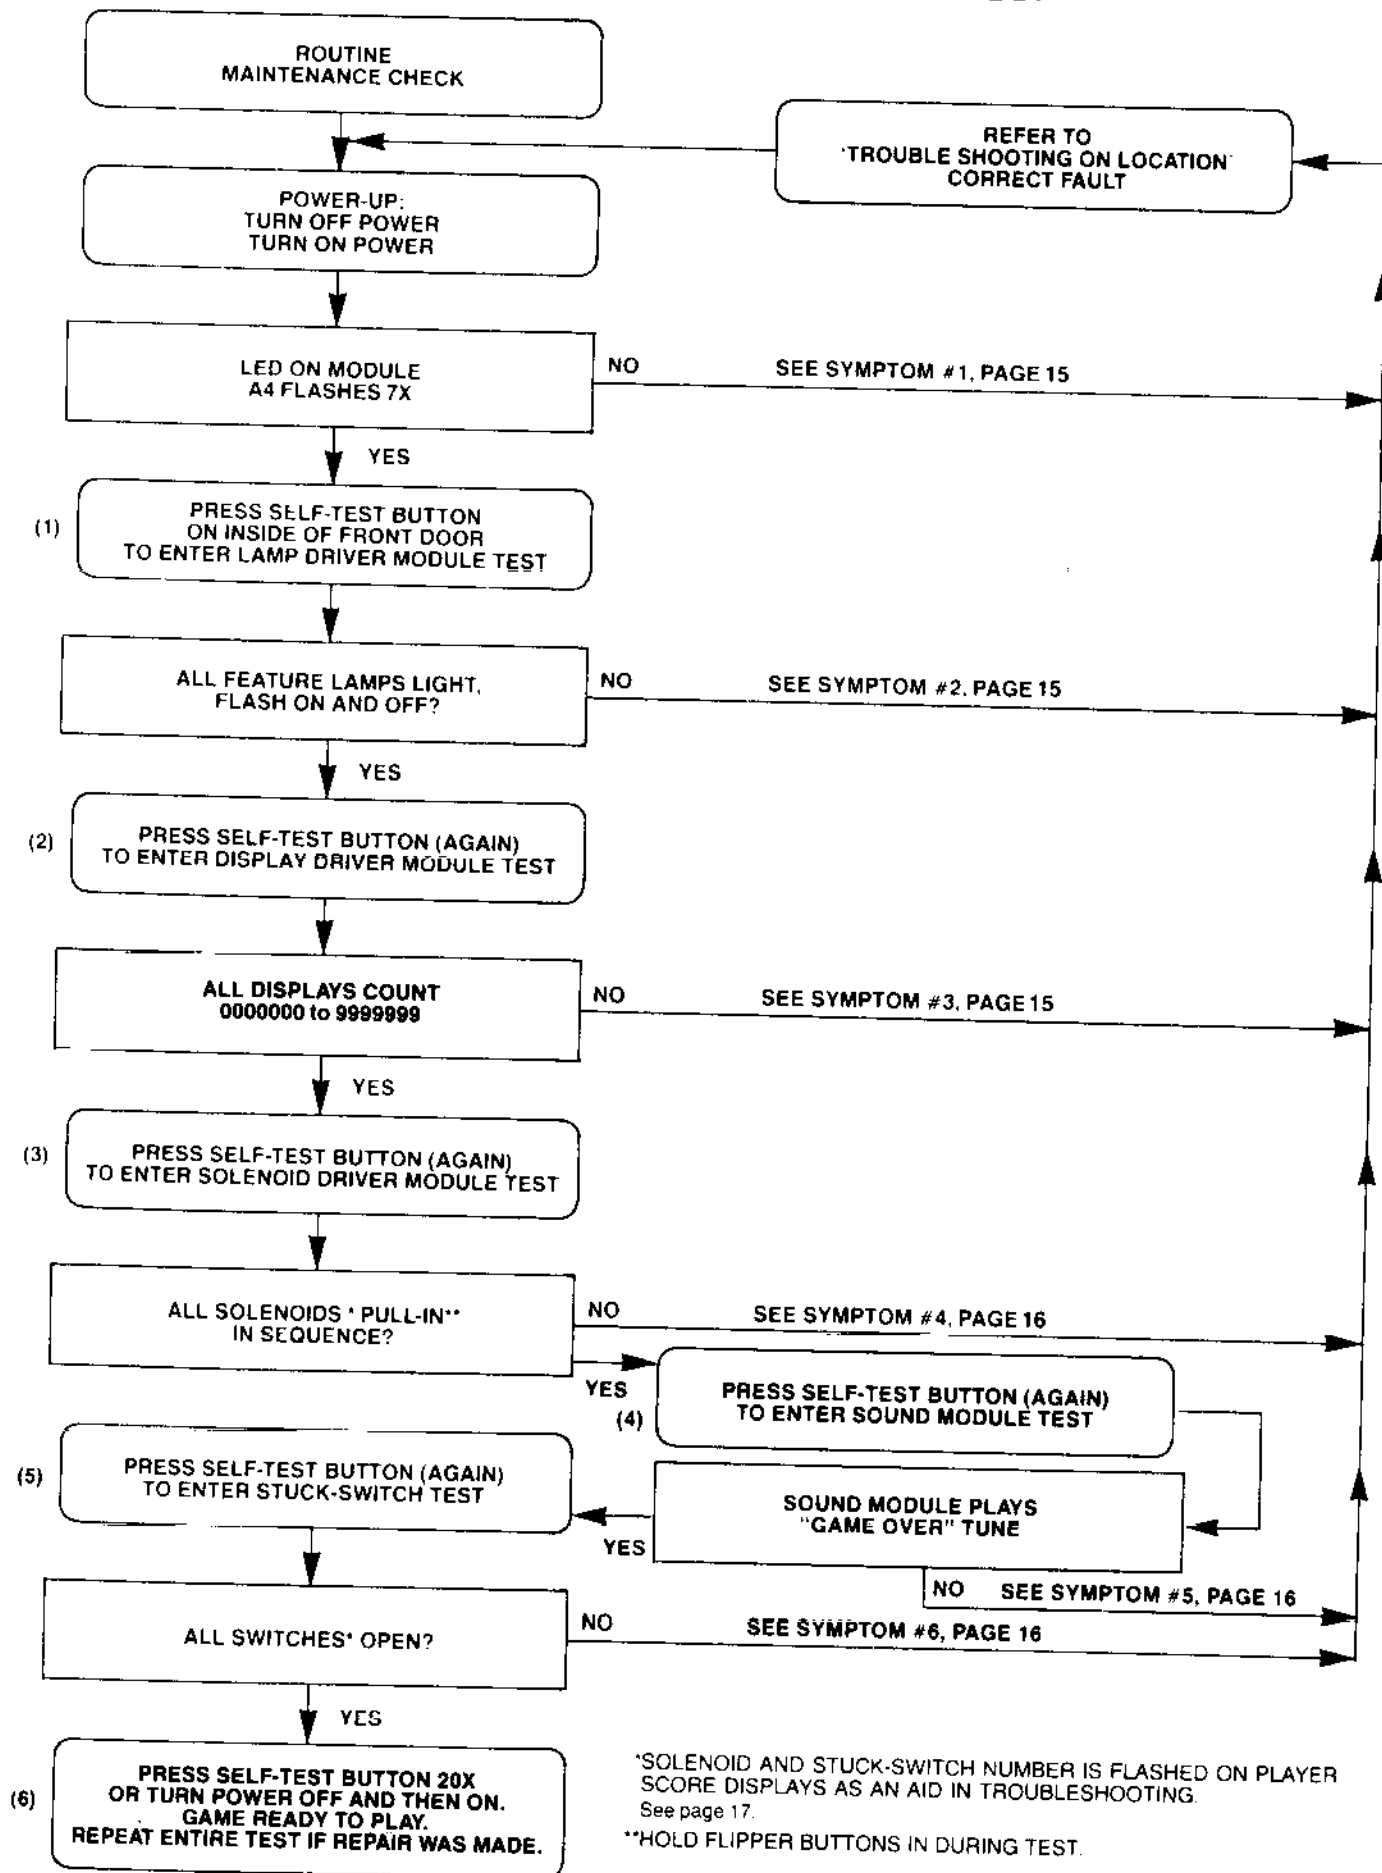 ROUTINE
MAINTENANCE CHECK
REFER TO
'TROUBLE SHOOTING ON LOCATION'
CORRECT FAULT
POWER-UP:
TURN OFF POWER
TURN ON POWER
LED ON MODULE
A4 FLASHES 7X
NO
SEE SYMPTOM #1, PAGE 15
YES
(1)
PRESS SELF-TEST BUTTON
ON INSIDE OF FRONT DOOR
TO ENTER LAMP DRIVER MODULE TEST
ALL FEATURE LAMPS LIGHT,
FLASH ON AND OFF?
NO
SEE SYMPTOM #2, PAGE 15
YES
(2)
PRESS SELF-TEST BUTTON (AGAIN)
TO ENTER DISPLAY DRIVER MODULE TEST
ALL DISPLAYS COUNT
0000000 to 9999999
NO
SEE SYMPTOM #3, PAGE 15
YES
(3)
PRESS SELF-TEST BUTTON (AGAIN)
TO ENTER SOLENOID DRIVER MODULE TEST
ALL SOLENOIDS * PULL-IN**
IN SEQUENCE?
NO
SEE SYMPTOM #4, PAGE 16
YES
(4)
PRESS SELF-TEST BUTTON (AGAIN)
TO ENTER SOUND MODULE TEST
SOUND MODULE PLAYS
"GAME OVER" TUNE
YES
NO
SEE SYMPTOM #5, PAGE 16
(5)
PRESS SELF-TEST BUTTON (AGAIN)
TO ENTER STUCK-SWITCH TEST
ALL SWITCHES* OPEN?
NO
SEE SYMPTOM #6, PAGE 16
YES
(6)
PRESS SELF-TEST BUTTON 20X
OR TURN POWER OFF AND THEN ON.
GAME READY TO PLAY.
REPEAT ENTIRE TEST IF REPAIR WAS MADE.
*SOLENOID AND STUCK-SWITCH NUMBER IS FLASHED ON PLAYER
SCORE DISPLAYS AS AN AID IN TROUBLESHOOTING.
See page 17.
**HOLD FLIPPER BUTTONS IN DURING TEST.